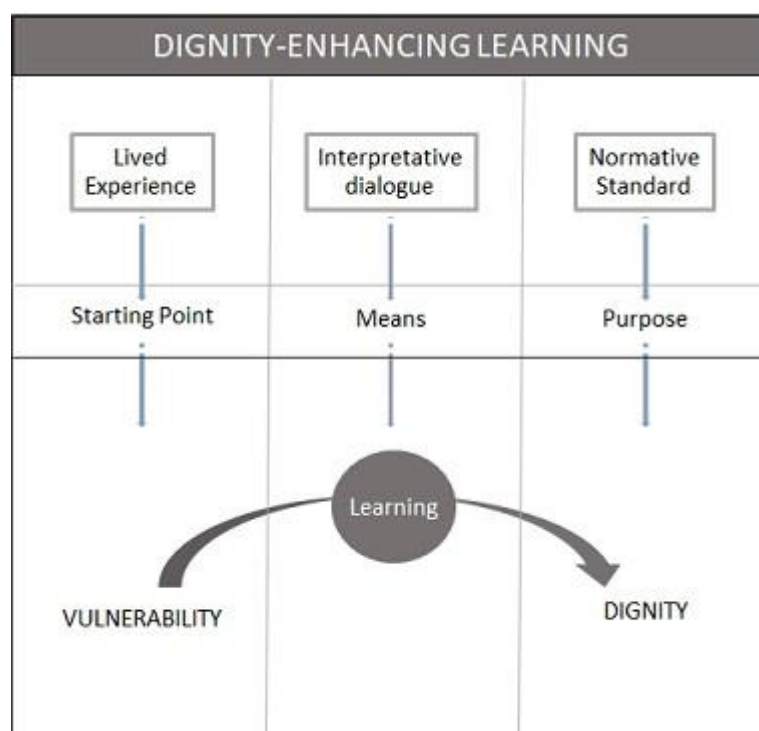 DIGNITY-ENHANCING LEARNING
Lived
Experience
Interpretative
dialogue
Normative
Standard
Starting Point
Means
Purpose
Learning
VULNERABILITY
DIGNITY